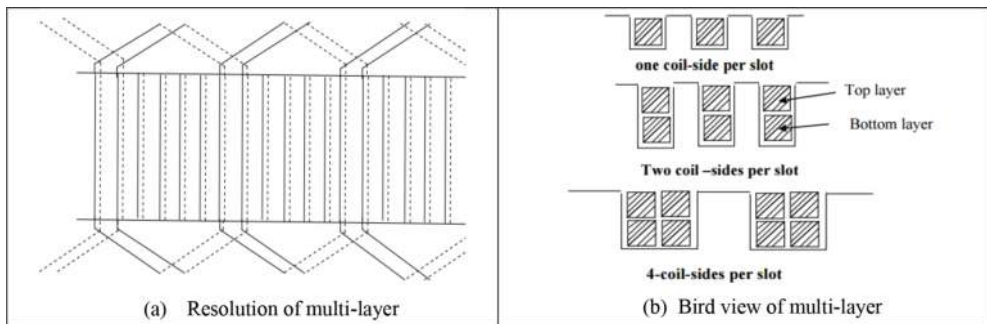 one coil-side per slot
Top layer
Bottom layer
Two coil –sides per slot
4-coil-sides per slot
(a) Resolution of multi-layer
(b) Bird view of multi-layer